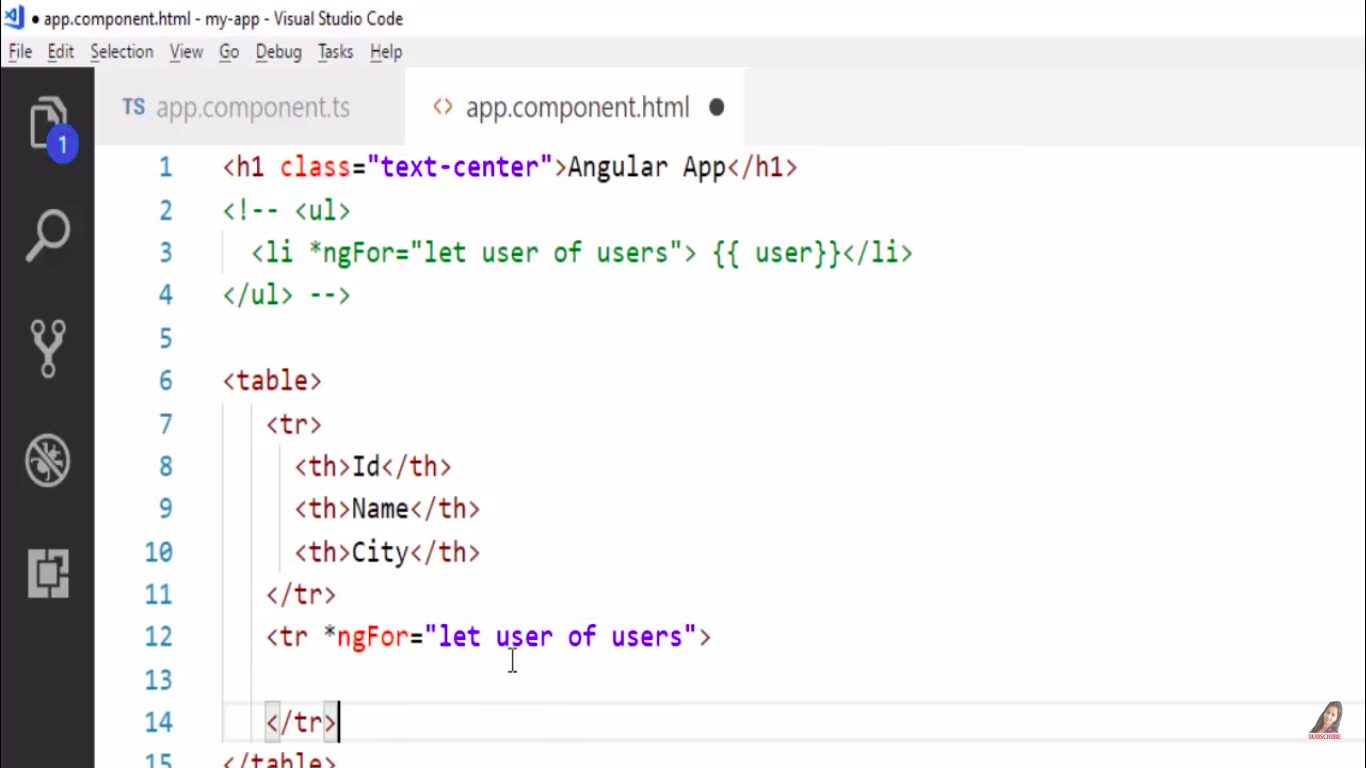 app.component.html - my-app - Visual Studio Code
File Edit Selection View Go Debug Tasks Help
TS app.component.ts <> app.component.html
1
1 <h1 class="text-center">Angular App</h1>
2 <!-- <ul>
3 <li *ngFor="let user of users"> {{ user}}</li>
4 </ul> -->
5
6 <table>
7 <tr>
8 <th>Id</th>
9 <th>Name</th>
10 <th>City</th>
11 </tr>
12 <tr *ngFor="let user of users">
13
14 </tr>
15 </table>
SUBSCRIBE